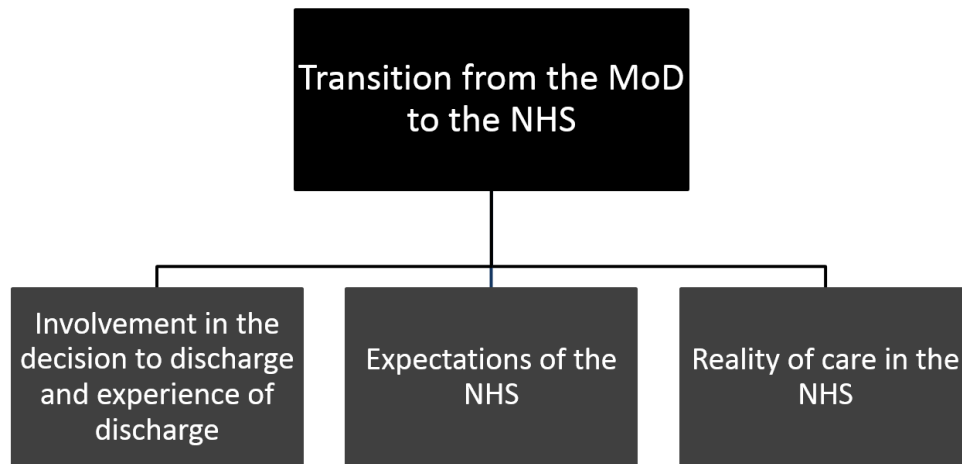 Transition from the MoD
to the NHS
Involvement in the
decision to discharge
and experience of
discharge
Expectations of the
NHS
Reality of care in the
NHS